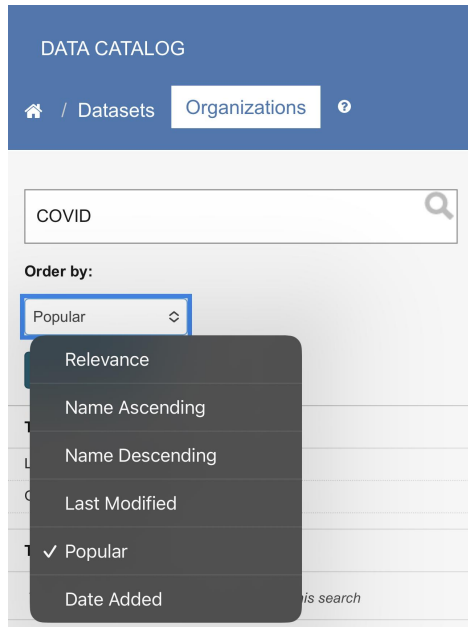 DATA CATALOG
/ Datasets Organizations ?
COVID
Order by:
Popular
Relevance
Name Ascending
Name Descending
Last Modified
✓ Popular
Date Added
this search